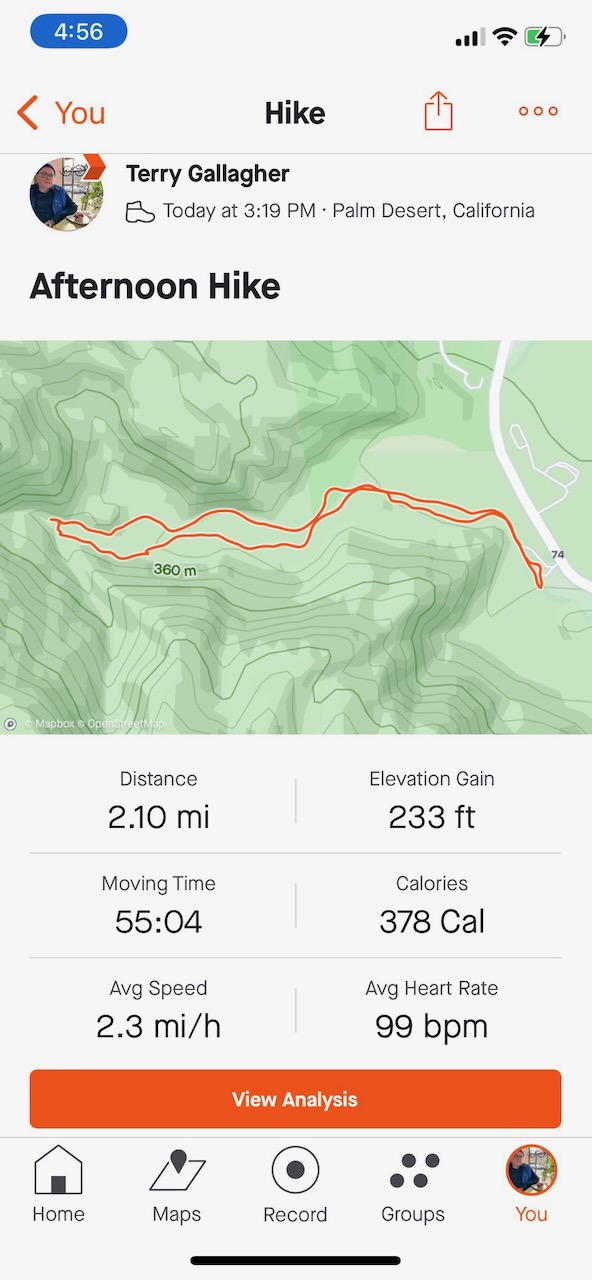 4:56
You
Hike
Terry Gallagher
Today at 3:19 PM · Palm Desert, California
Afternoon Hike
74
360 m
© Mapbox © OpenStreetMap
Distance
Elevation Gain
2.10 mi
233 ft
Moving Time
Calories
55:04
378 Cal
Avg Speed
Avg Heart Rate
2.3 mi/h
99 bpm
View Analysis
Home
Maps
Record
Groups
You